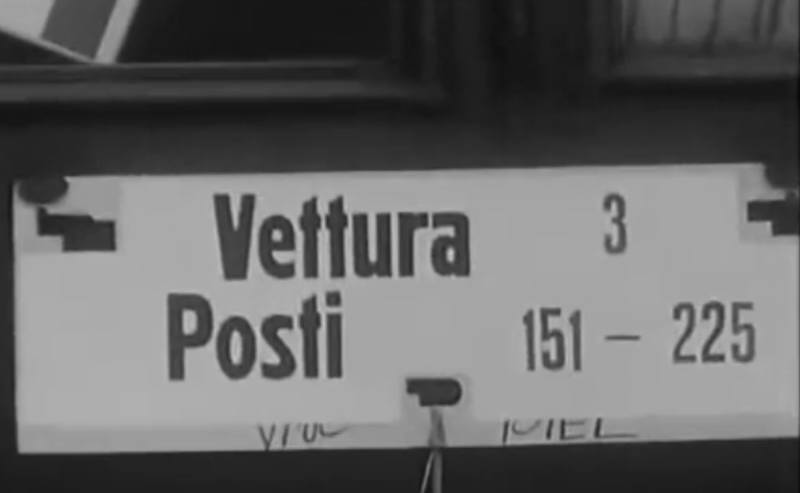 Vettura 3
Posti 151 – 225